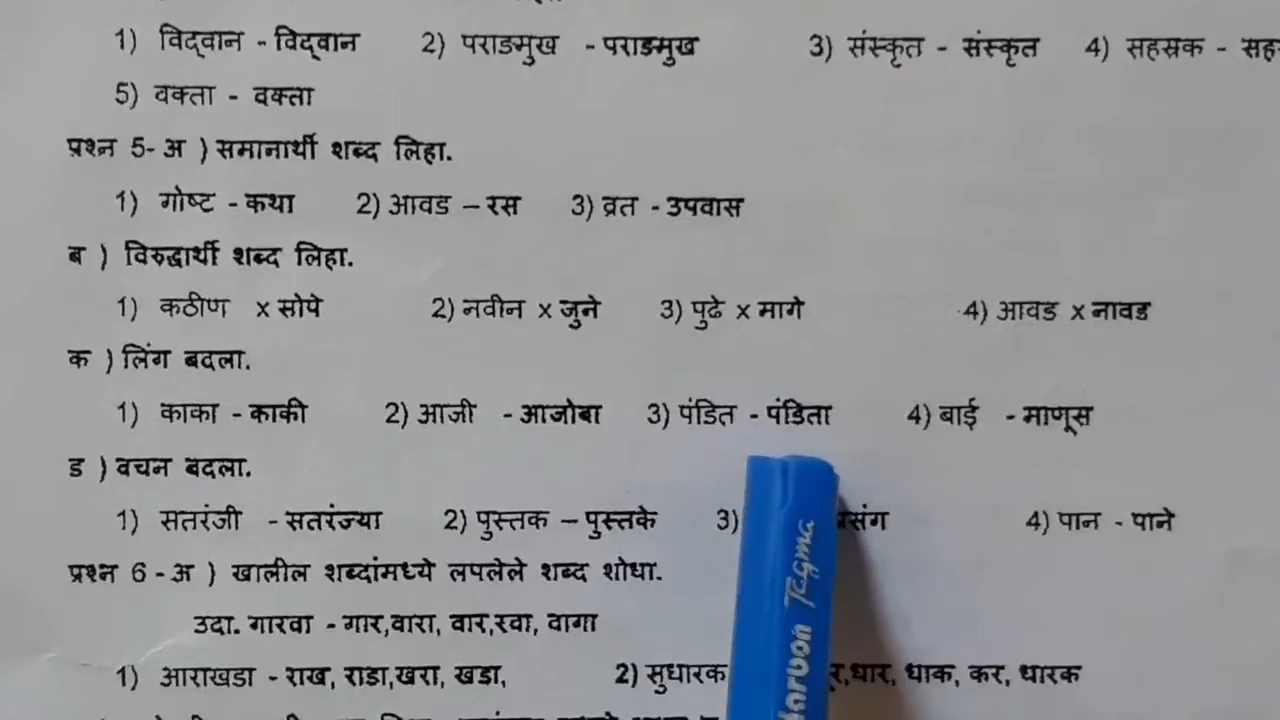 1) विद्‌वान - विद्‌वान 2) पराङमुख - पराङमुख 3) संस्कृत - संस्कृत 4) सहस्रक -
5) वक्ता - वक्ता
प्रश्न 5- अ ) समानार्थी शब्द लिहा.
1) गोष्ट - कथा 2) आवड – रस 3) व्रत - उपवास
ब ) विरुद्धार्थी शब्द लिहा.
1) कठीण x सोपे 2) नवीन x जुने 3) पुढे x मागे 4) आवड x नावड
क ) लिंग बदला.
1) काका - काकी 2) आजी - आजोबा 3) पंडित - पंडिता 4) बाई - माणूस
ड ) वचन बदला.
1) सतरंजी - सतरंज्या 2) पुस्तक – पुस्तके 3) 4) पान - पाने
प्रश्न 6 - अ ) खालील शब्दांमध्ये लपलेले शब्द शोधा.
उदा. गारवा - गार,वारा, वार,रवा, वागा
1) आराखडा - राख, राडा,खरा, खडा, 2) सुधारक धार, धाक, कर, धारक
Tagma